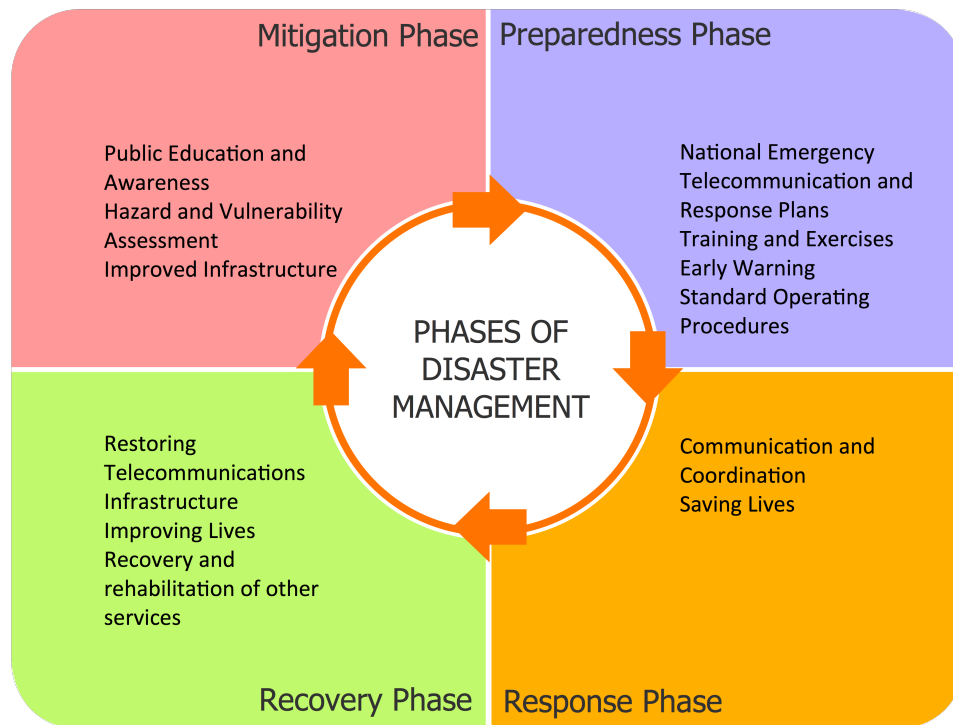 Mitigation Phase
Preparedness Phase
Public Education and
Awareness
Hazard and Vulnerability
Assessment
Improved Infrastructure
National Emergency
Telecommunication and
Response Plans
Training and Exercises
Early Warning
Standard Operating
Procedures
PHASES OF
DISASTER
MANAGEMENT
Restoring
Telecommunications
Infrastructure
Improving Lives
Recovery and
rehabilitation of other
services
Communication and
Coordination
Saving Lives
Recovery Phase
Response Phase